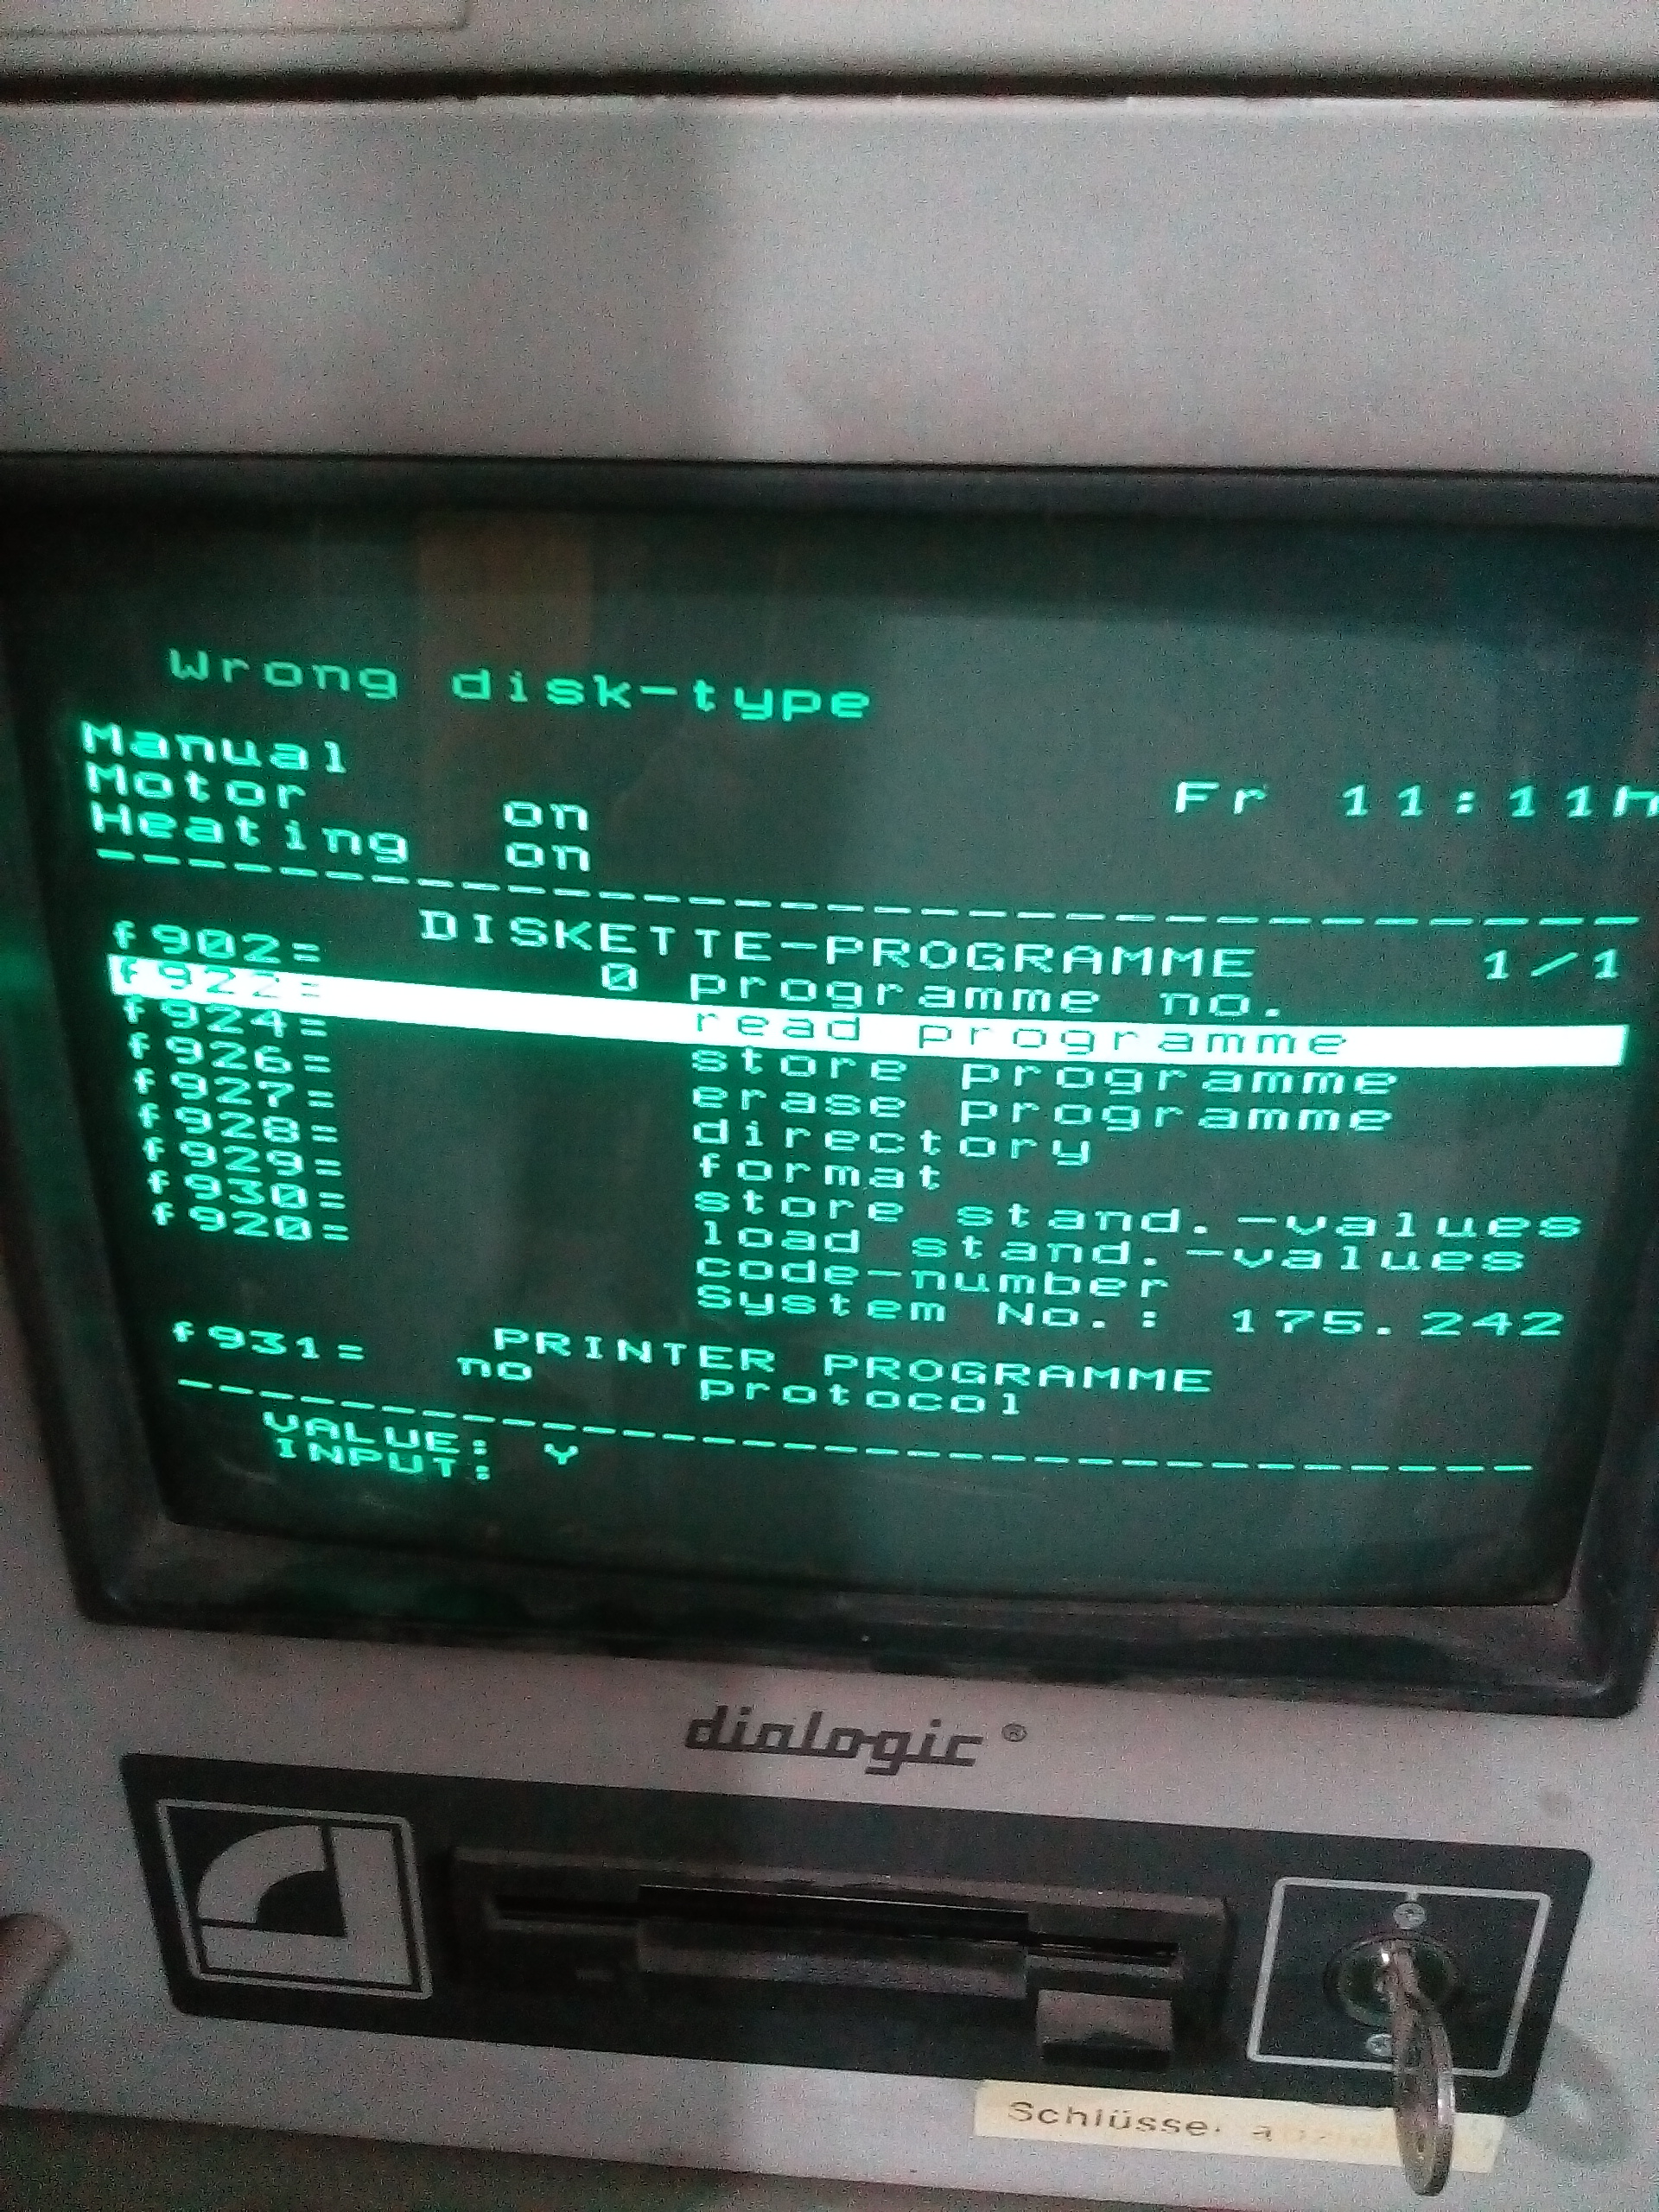 Wrong disk-type
Manual
Motor on Fr 11:11h
Heating on
DISKETTE-PROGRAMME 1/1
f902= 0 programme no.
f922= read programme
f924= store programme
f926= erase programme
f927= directory
f928= format
f929= store stand.-values
f930= load stand.-values
f920= code-number
System No.: 175.242
PRINTER PROGRAMME
f931= no protocol
VALUE: Y
INPUT:
dialogic ®